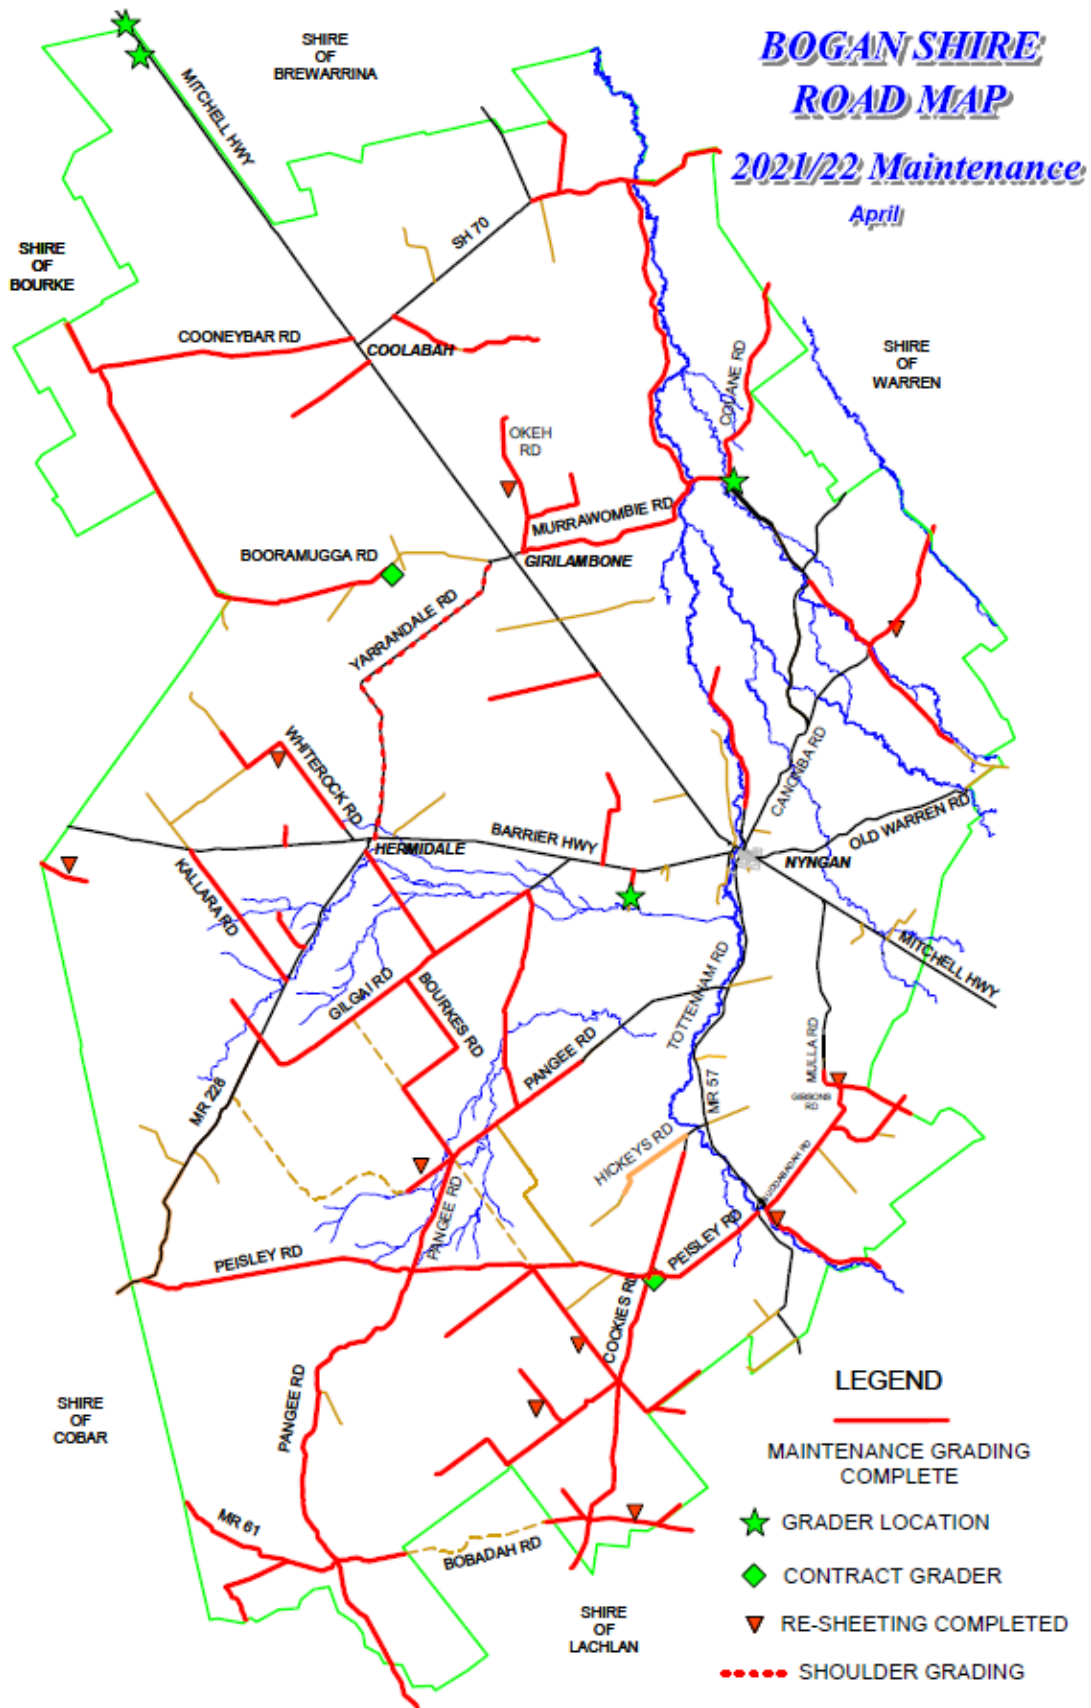 BOGAN SHIRE
ROAD MAP
2021/22 Maintenance
April
SHIRE
OF
BREWARRINA
MITCHELL HWY
SH 70
SHIRE
OF
BOURKE
COONEYBAR RD
COOLABAH
SHIRE
OF
WARREN
COUANE RD
OKEH
RD
MURRAWOMBIE RD
BOORAMUGGA RD
GIRILAMBONE
YARRANDALE RD
WHITEROCK RD
CANONBA RD
OLD WARREN RD
BARRIER HWY
HERMIDALE
NYNGAN
KALLARA RD
MITCHELL HWY
TOTTENHAM RD
GILGAI RD
BOURKES RD
PANGEE RD
MULLA RD
MR 228
MR 57
GIBSONS
RD
HICKEYS RD
PANGEE RD
PEISLEY RD
PEISLEY RD
COCKIES RD
PANGEE RD
SHIRE
OF
COBAR
MR 61
BOBADAH RD
SHIRE
OF
LACHLAN
LEGEND
MAINTENANCE GRADING
COMPLETE
GRADER LOCATION
CONTRACT GRADER
RE-SHEETING COMPLETED
SHOULDER GRADING